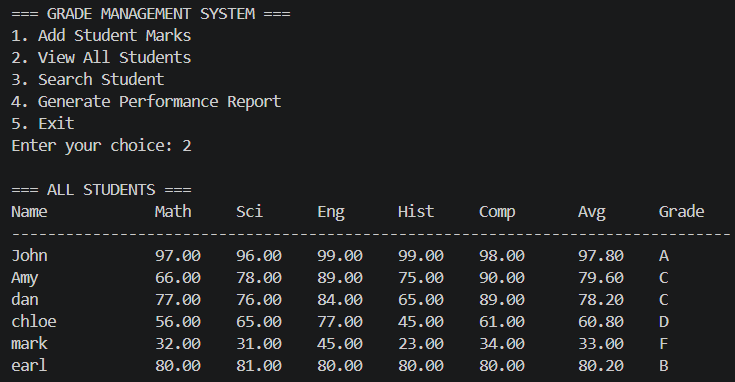 === GRADE MANAGEMENT SYSTEM ===
1. Add Student Marks
2. View All Students
3. Search Student
4. Generate Performance Report
5. Exit
Enter your choice: 2
=== ALL STUDENTS ===
Name Math Sci Eng Hist Comp Avg Grade
--------------------------------------------------------------------------------
John 97.00 96.00 99.00 99.00 98.00 97.80 A
Amy 66.00 78.00 89.00 75.00 90.00 79.60 C
dan 77.00 76.00 84.00 65.00 89.00 78.20 C
chloe 56.00 65.00 77.00 45.00 61.00 60.80 D
mark 32.00 31.00 45.00 23.00 34.00 33.00 F
earl 80.00 81.00 80.00 80.00 80.00 80.20 B